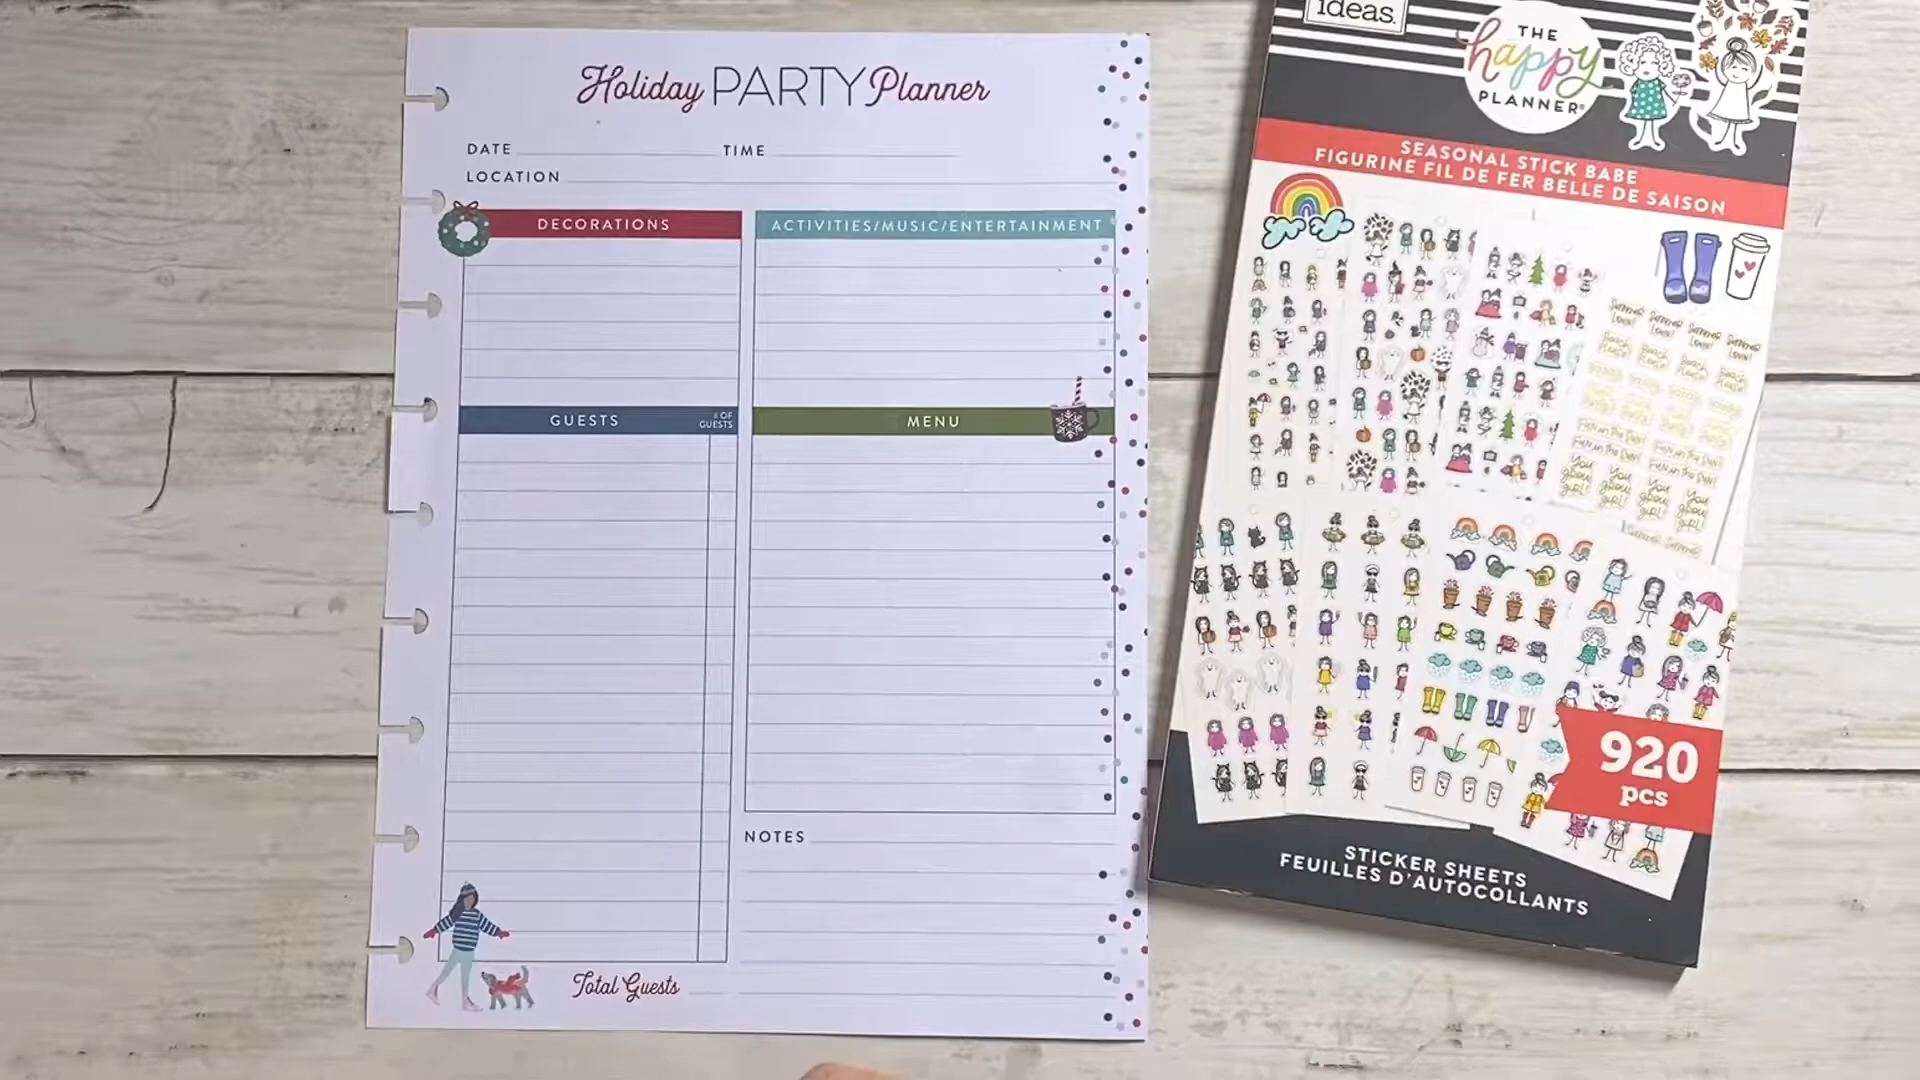 Holiday PARTY Planner
DATE
TIME
LOCATION
DECORATIONS
ACTIVITIES/MUSIC/ENTERTAINMENT
GUESTS
# OF
GUESTS
MENU
NOTES
Total Guests
ideas.
THE
happy
PLANNER®
SEASONAL STICK BABE
FIGURINE FIL DE FER BELLE DE SAISON
920
pcs
STICKER SHEETS
FEUILLES D'AUTOCOLLANTS